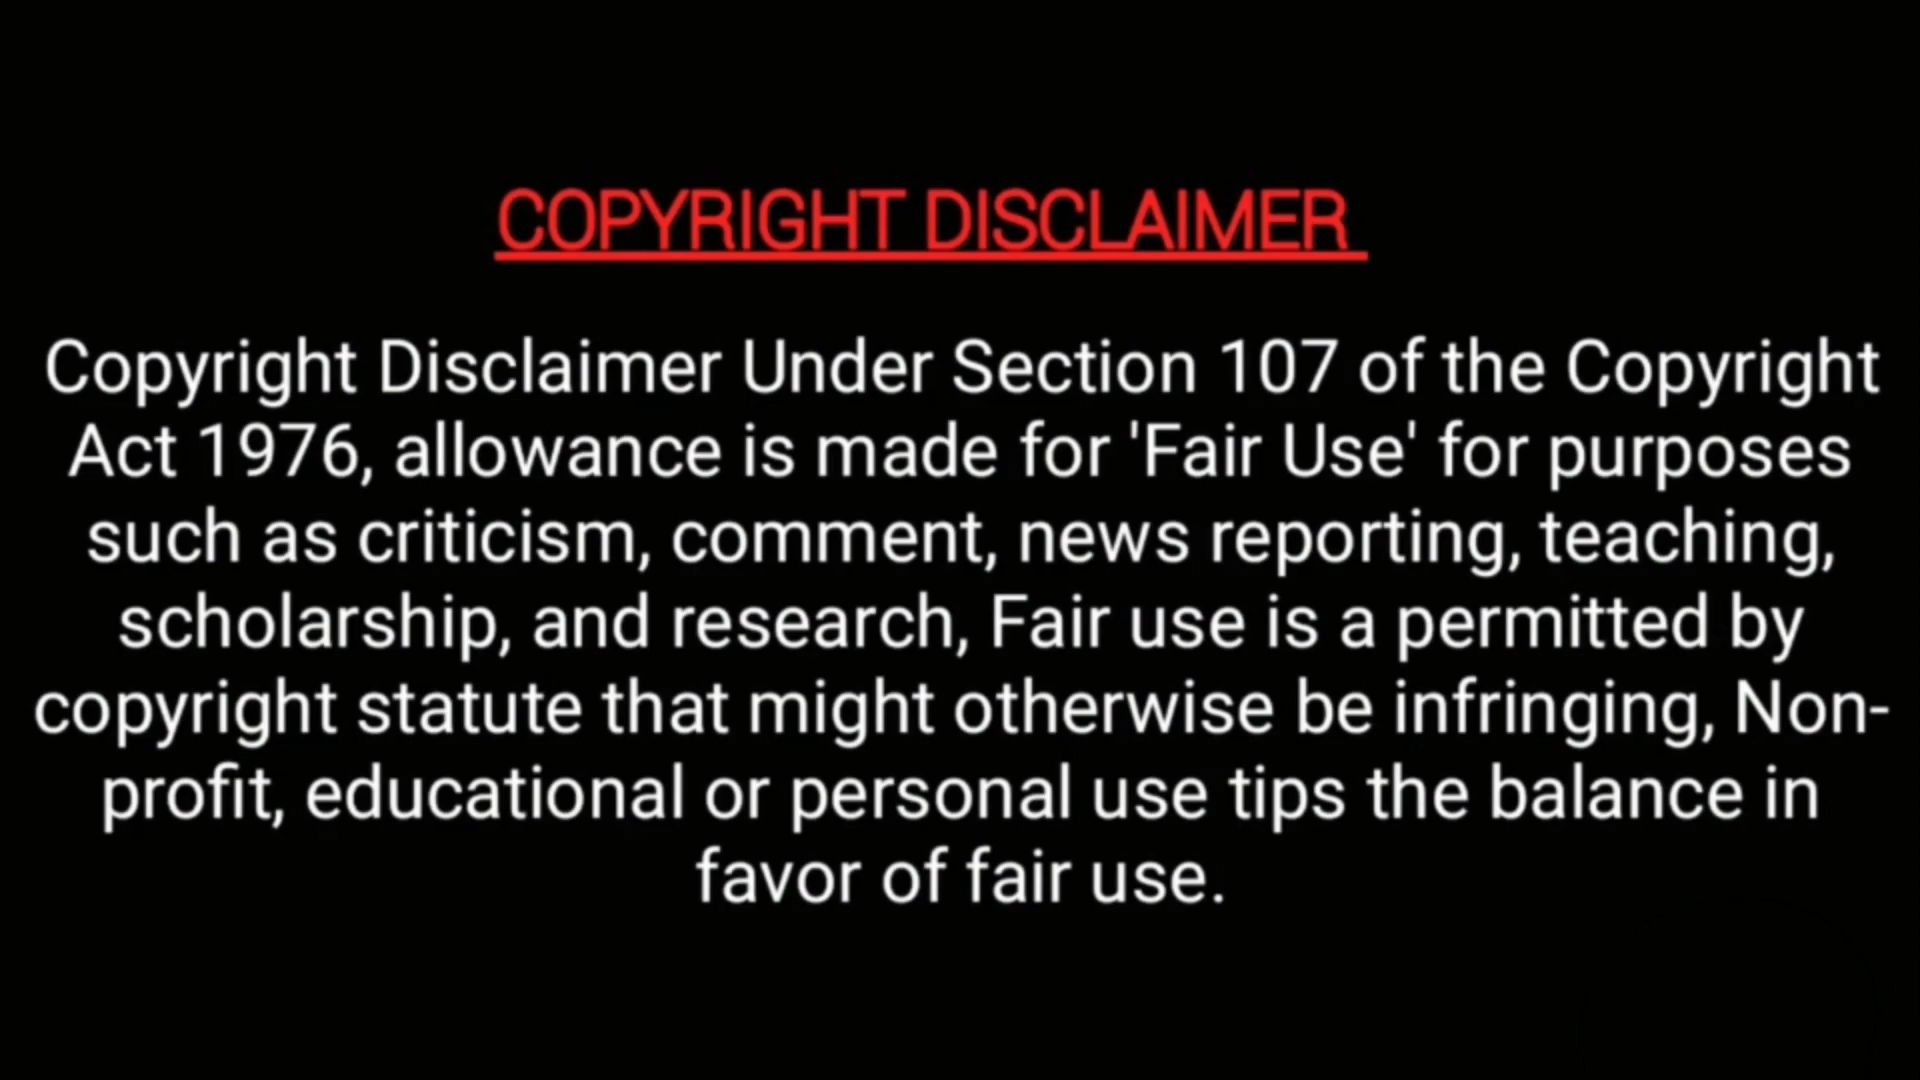 COPYRIGHT DISCLAIMER
Copyright Disclaimer Under Section 107 of the Copyright
Act 1976, allowance is made for 'Fair Use' for purposes
such as criticism, comment, news reporting, teaching,
scholarship, and research, Fair use is a permitted by
copyright statute that might otherwise be infringing, Non-
profit, educational or personal use tips the balance in
favor of fair use.